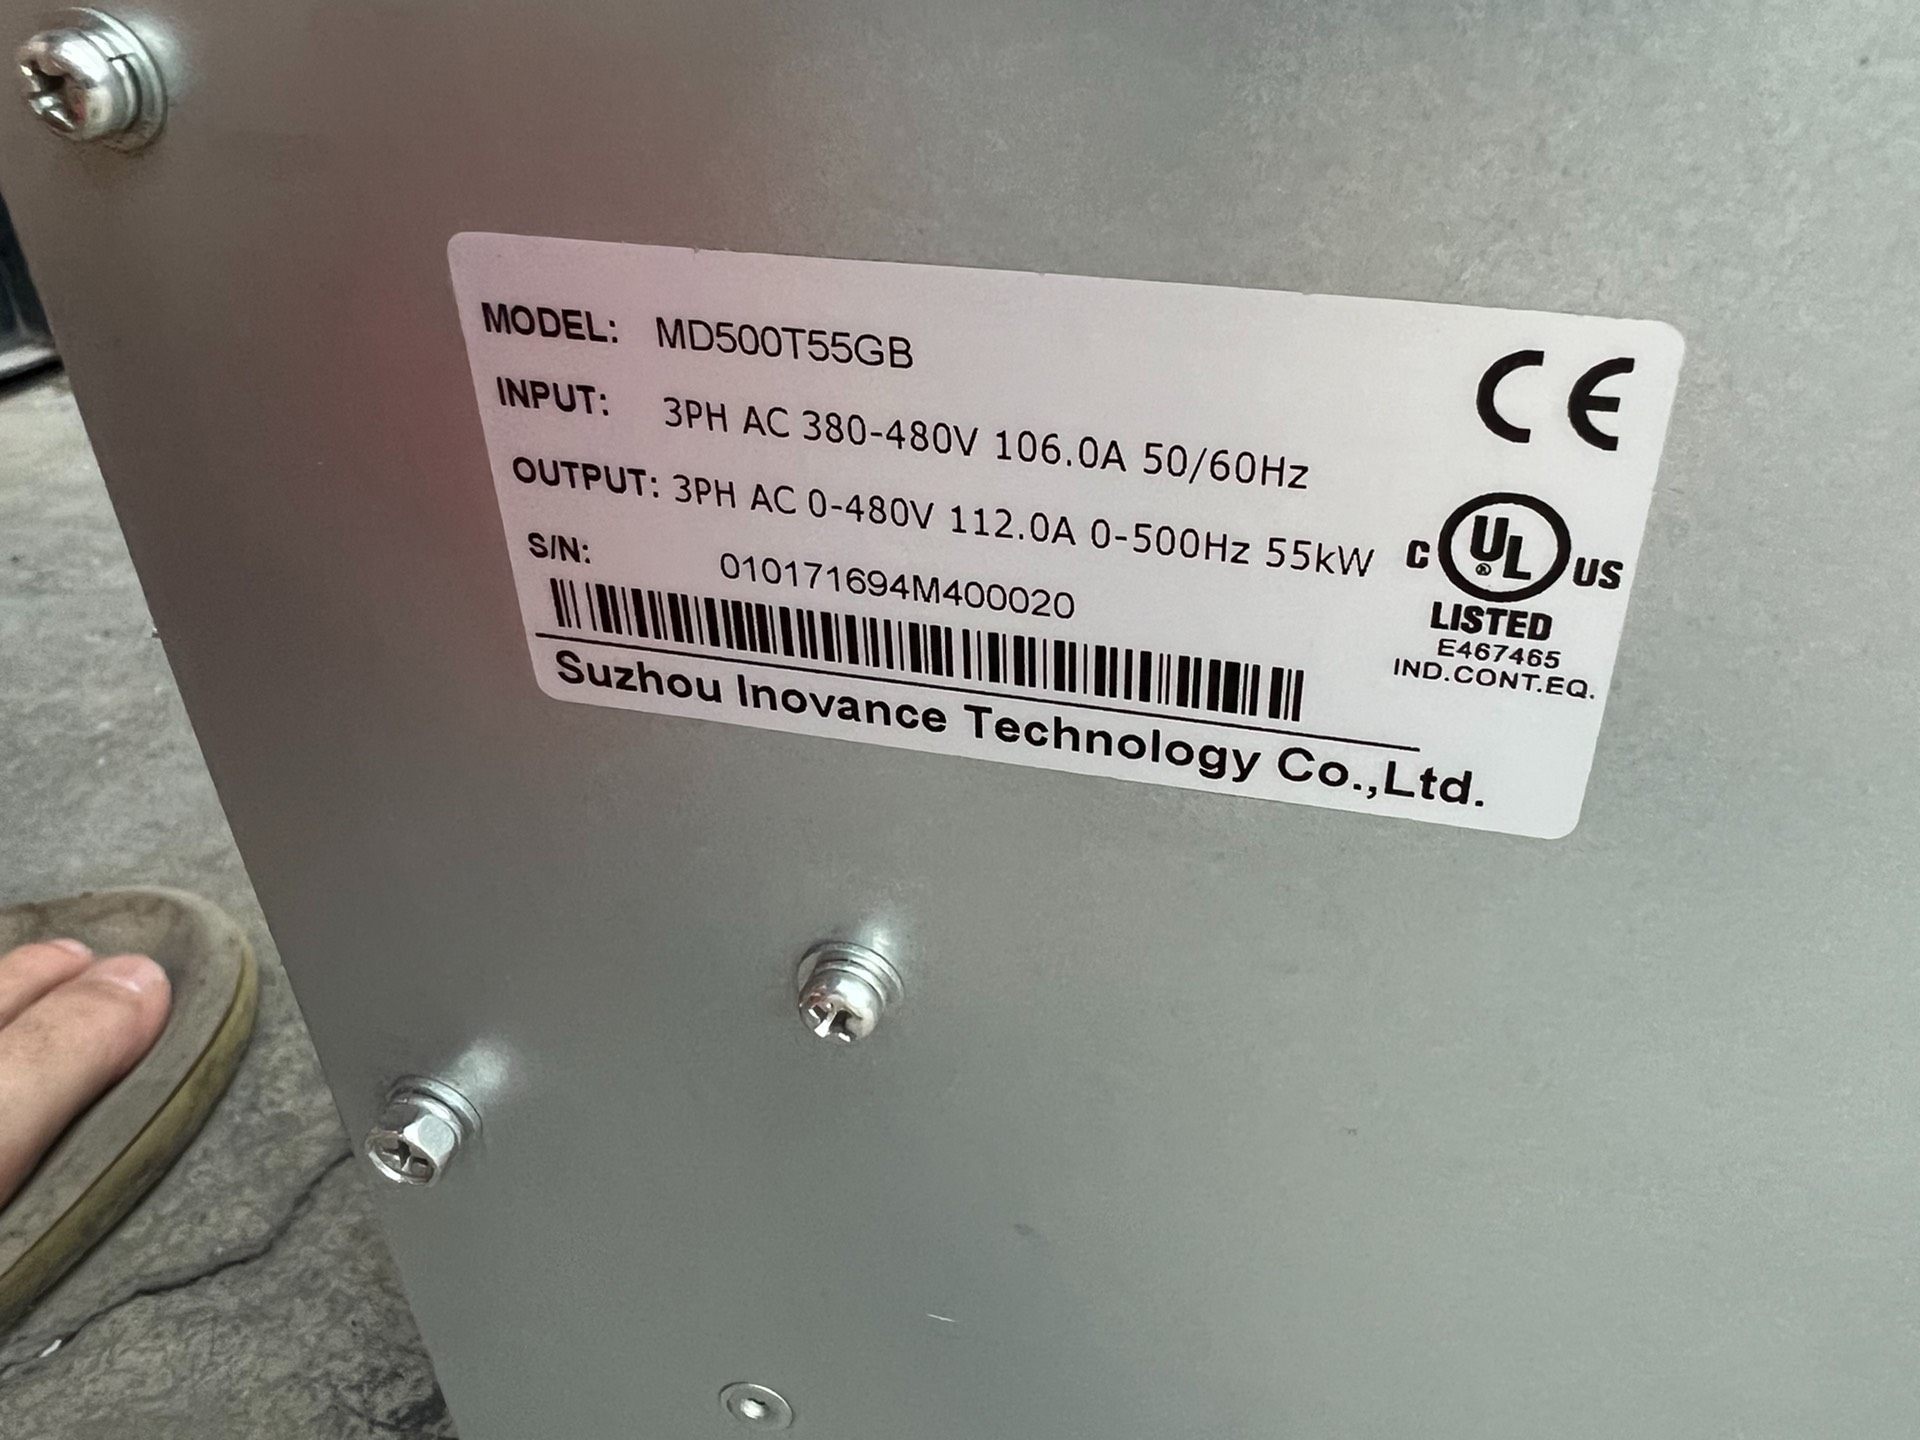 MODEL: MD500T55GB
INPUT: 3PH AC 380-480V 106.0A 50/60Hz
OUTPUT: 3PH AC 0-480V 112.0A 0-500Hz 55kW
S/N: 010171694M400020
Suzhou Inovance Technology Co.,Ltd.
CE
C UL ® US
LISTED
E467465
IND.CONT.EQ.